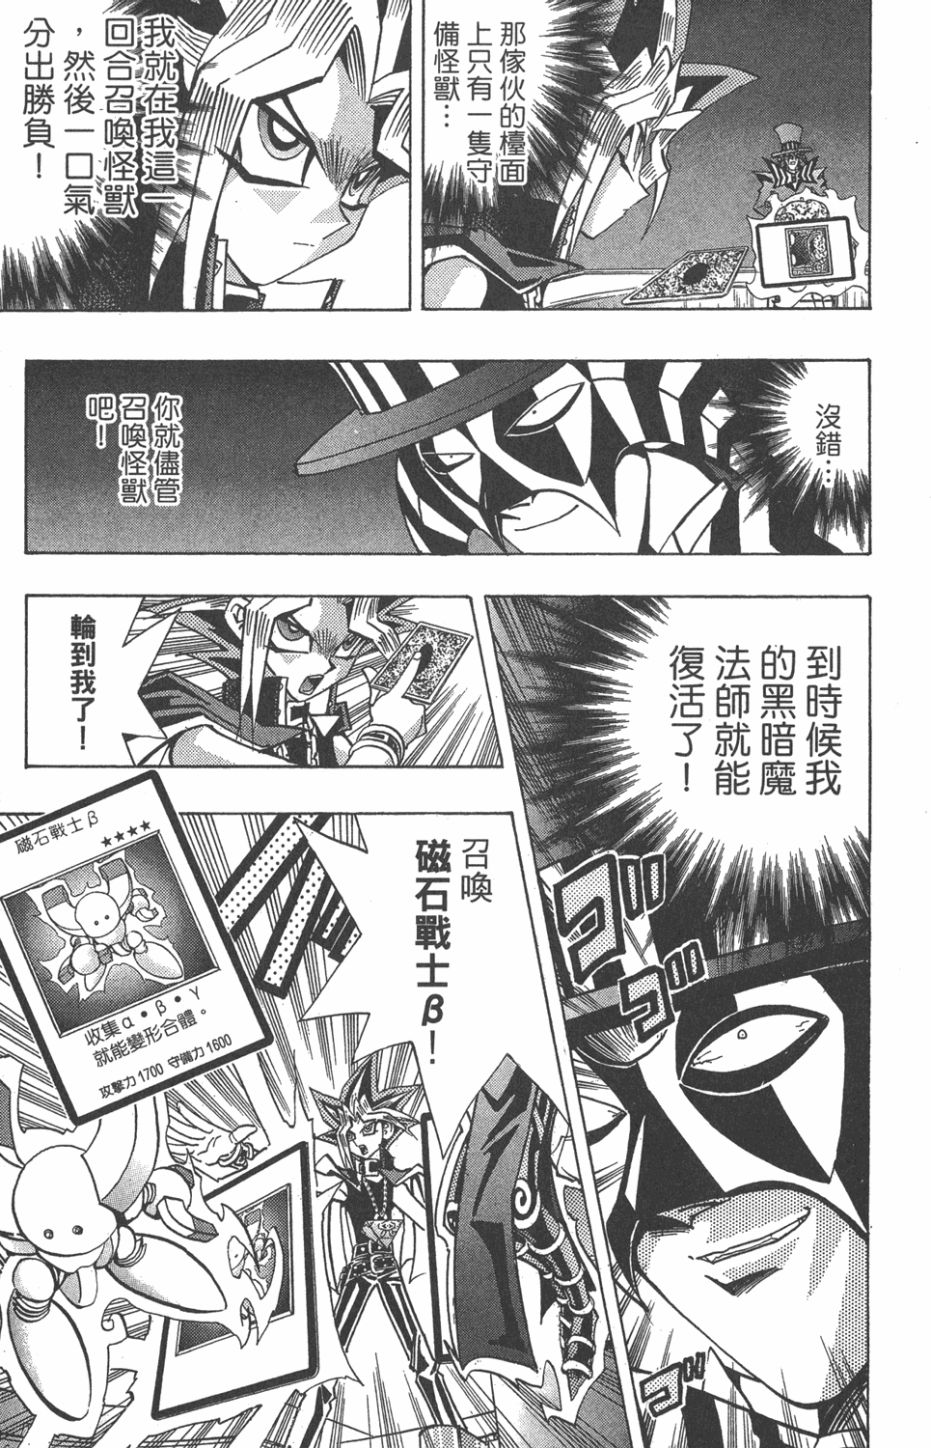 那傢伙的檯面
上只有一隻守
備怪獸…
我就在我這一
回合召喚怪獸
，然後一口氣
分出勝負！
沒錯…
你就儘管
召喚怪獸
吧！
到時候我
的黑暗魔
法師就能
復活了！
輪到我了！
召喚
磁石戰士β！
磁石戰士β
★★★★
收集α・β・γ
就能變形合體。
攻擊力1700 守備力1600
ゴゴゴ
ゴゴ